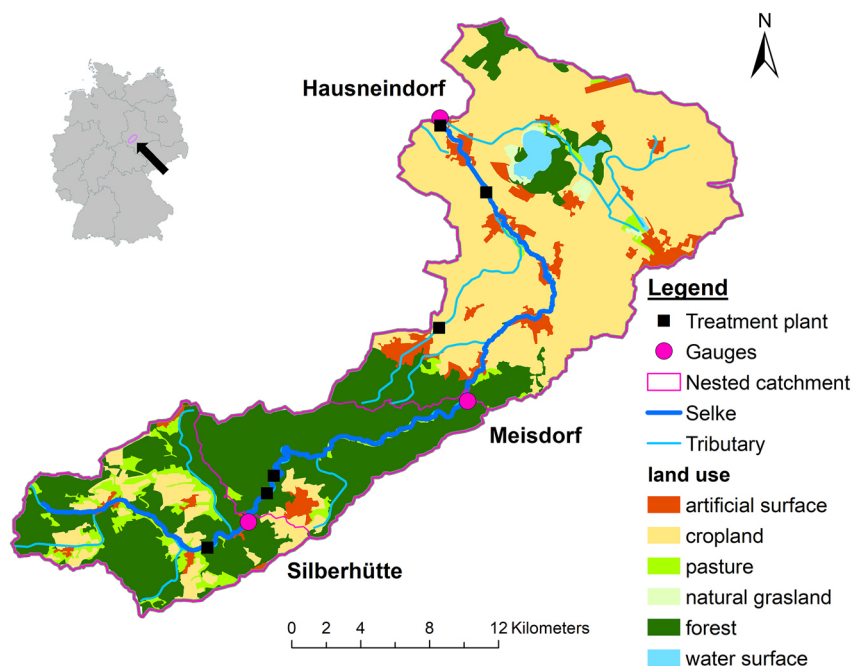 N
Hausneindorf
Legend
Treatment plant
Gauges
Nested catchment
Selke
Tributary
land use
artificial surface
cropland
pasture
natural grasland
forest
water surface
Meisdorf
Silberhütte
0 2 4 8 12 Kilometers